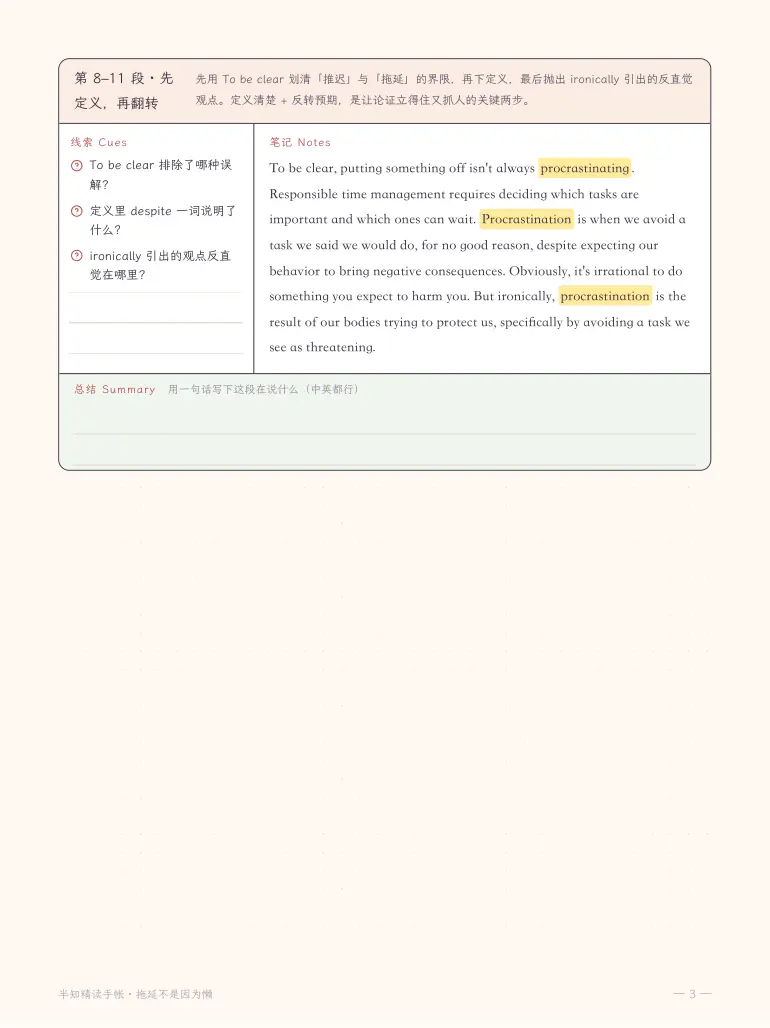 第 8–11 段·先
定义，再翻转
先用 To be clear 划清「推迟」与「拖延」的界限，再下定义，最后抛出 ironically 引出的反直觉
观点。定义清楚 + 反转预期，是让论证立得住又抓人的关键两步。
线索 Cues
To be clear 排除了哪种误
解？
定义里 despite 一词说明了
什么？
ironically 引出的观点反直
觉在哪里？
笔记 Notes
To be clear, putting something off isn't always procrastinating.
Responsible time management requires deciding which tasks are
important and which ones can wait. Procrastination is when we avoid a
task we said we would do, for no good reason, despite expecting our
behavior to bring negative consequences. Obviously, it's irrational to do
something you expect to harm you. But ironically, procrastination is the
result of our bodies trying to protect us, specifically by avoiding a task we
see as threatening.
总结 Summary 用一句话写下这段在说什么（中英都行）
半知精读手帐·拖延不是因为懒
— 3 —